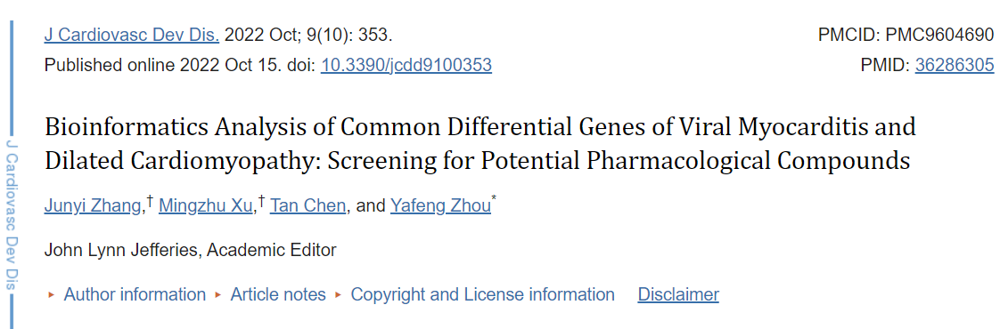 J Cardiovasc Dev Dis. 2022 Oct; 9(10): 353.
PMCID: PMC9604690
Published online 2022 Oct 15. doi: 10.3390/jcdd9100353
PMID: 36286305
Bioinformatics Analysis of Common Differential Genes of Viral Myocarditis and
Dilated Cardiomyopathy: Screening for Potential Pharmacological Compounds
Junyi Zhang,† Mingzhu Xu,† Tan Chen, and Yafeng Zhou*
John Lynn Jefferies, Academic Editor
▸ Author information ▸ Article notes ▸ Copyright and License information Disclaimer
J Cardiovasc Dev Dis